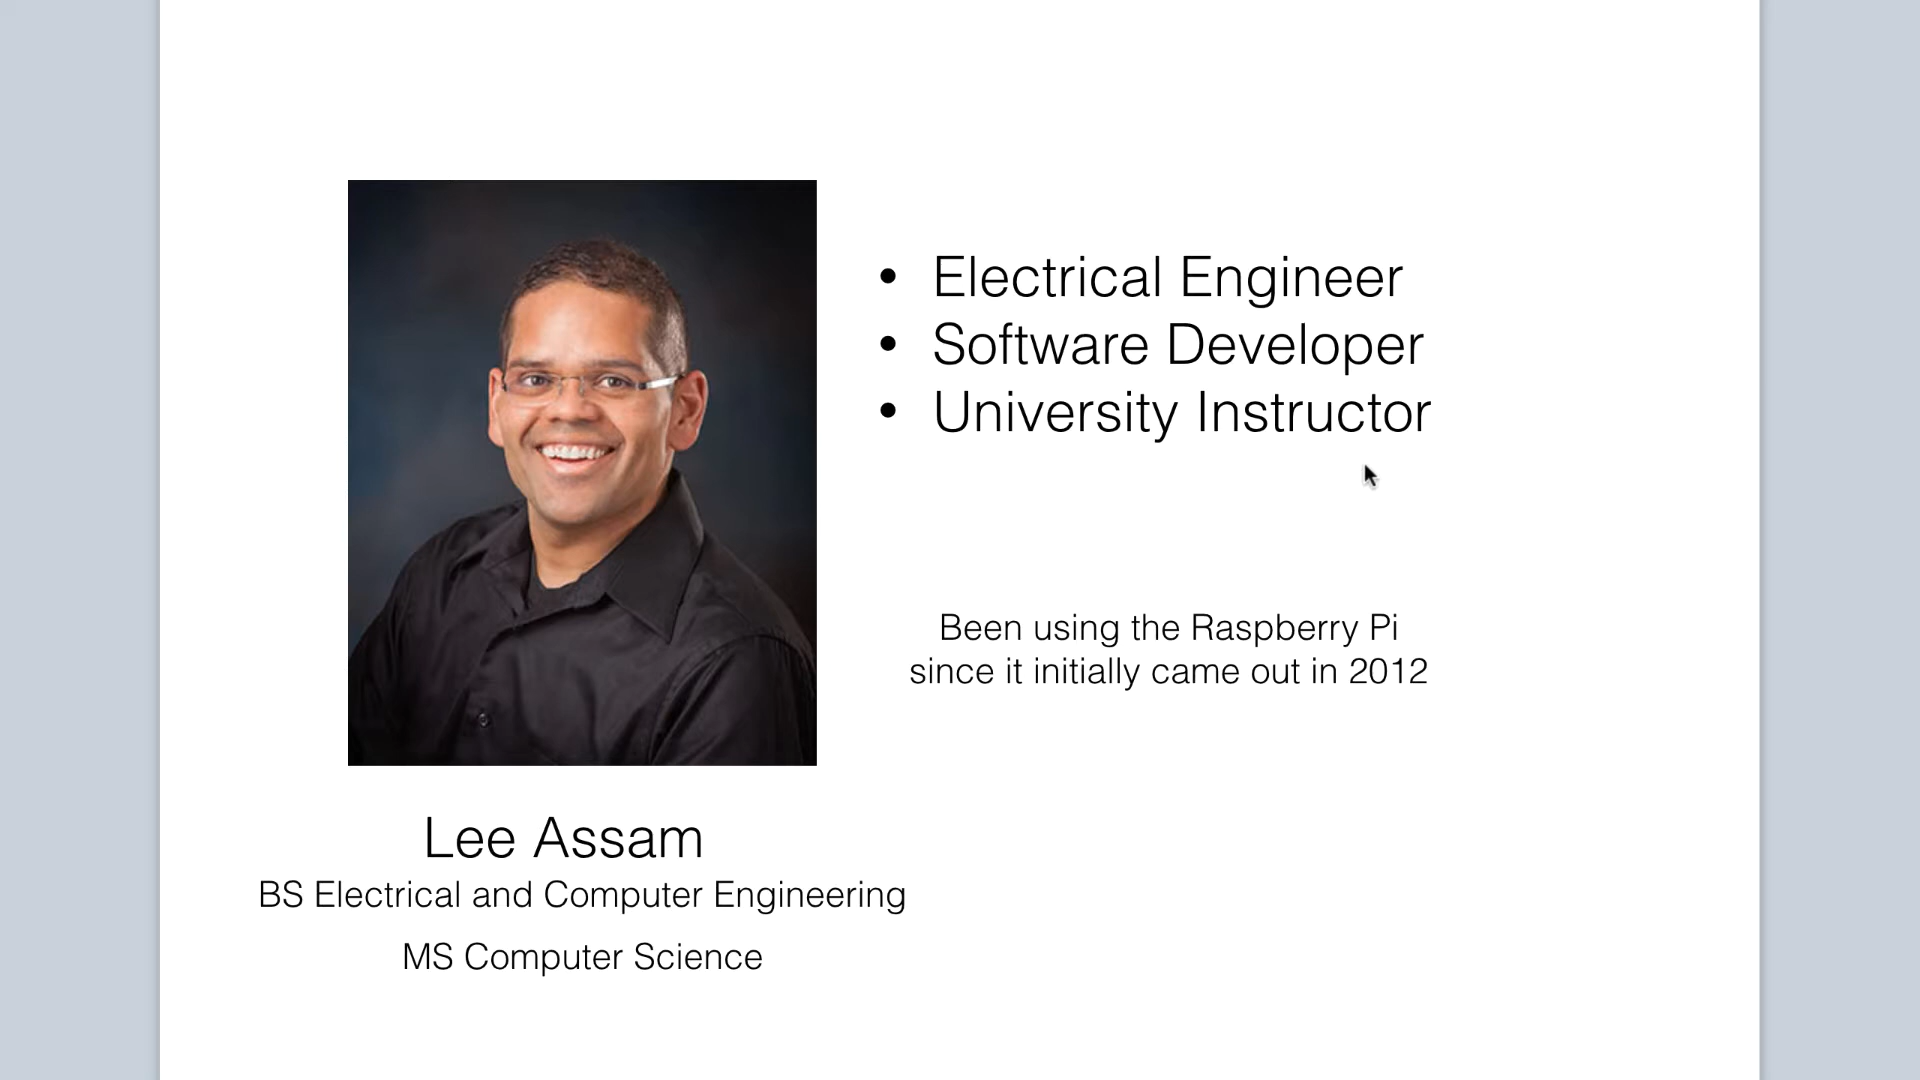 • Electrical Engineer
• Software Developer
• University Instructor
Been using the Raspberry Pi
since it initially came out in 2012
Lee Assam
BS Electrical and Computer Engineering
MS Computer Science